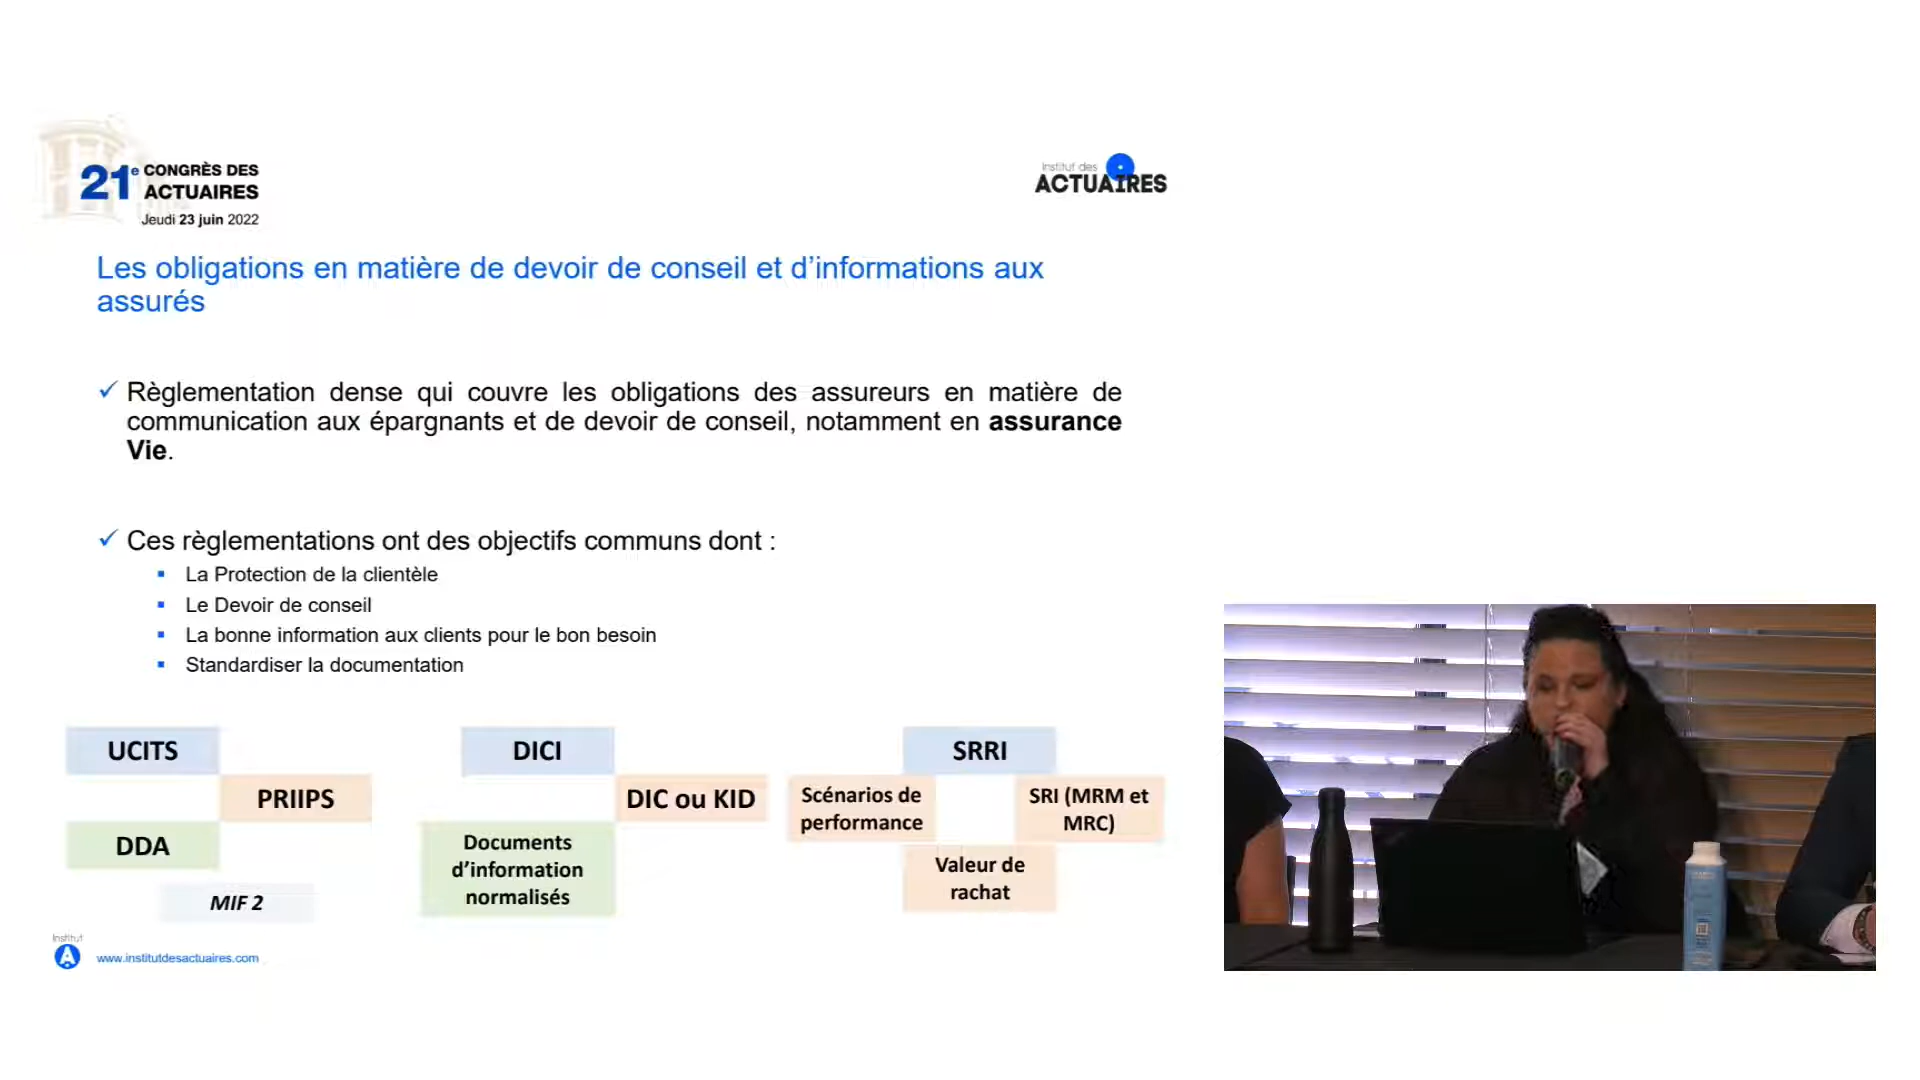 21e CONGRÈS DES
ACTUAIRES
Jeudi 23 juin 2022
Institut des
ACTUAIRES
Les obligations en matière de devoir de conseil et d’informations aux
assurés
Règlementation dense qui couvre les obligations des assureurs en matière de
communication aux épargnants et de devoir de conseil, notamment en assurance
Vie.
Ces règlementations ont des objectifs communs dont :
La Protection de la clientèle
Le Devoir de conseil
La bonne information aux clients pour le bon besoin
Standardiser la documentation
UCITS
PRIIPS
DDA
MIF 2
DICI
DIC ou KID
Documents
d’information
normalisés
SRRI
Scénarios de
performance
SRI (MRM et
MRC)
Valeur de
rachat
Institut
A
www.institutdesactuaires.com